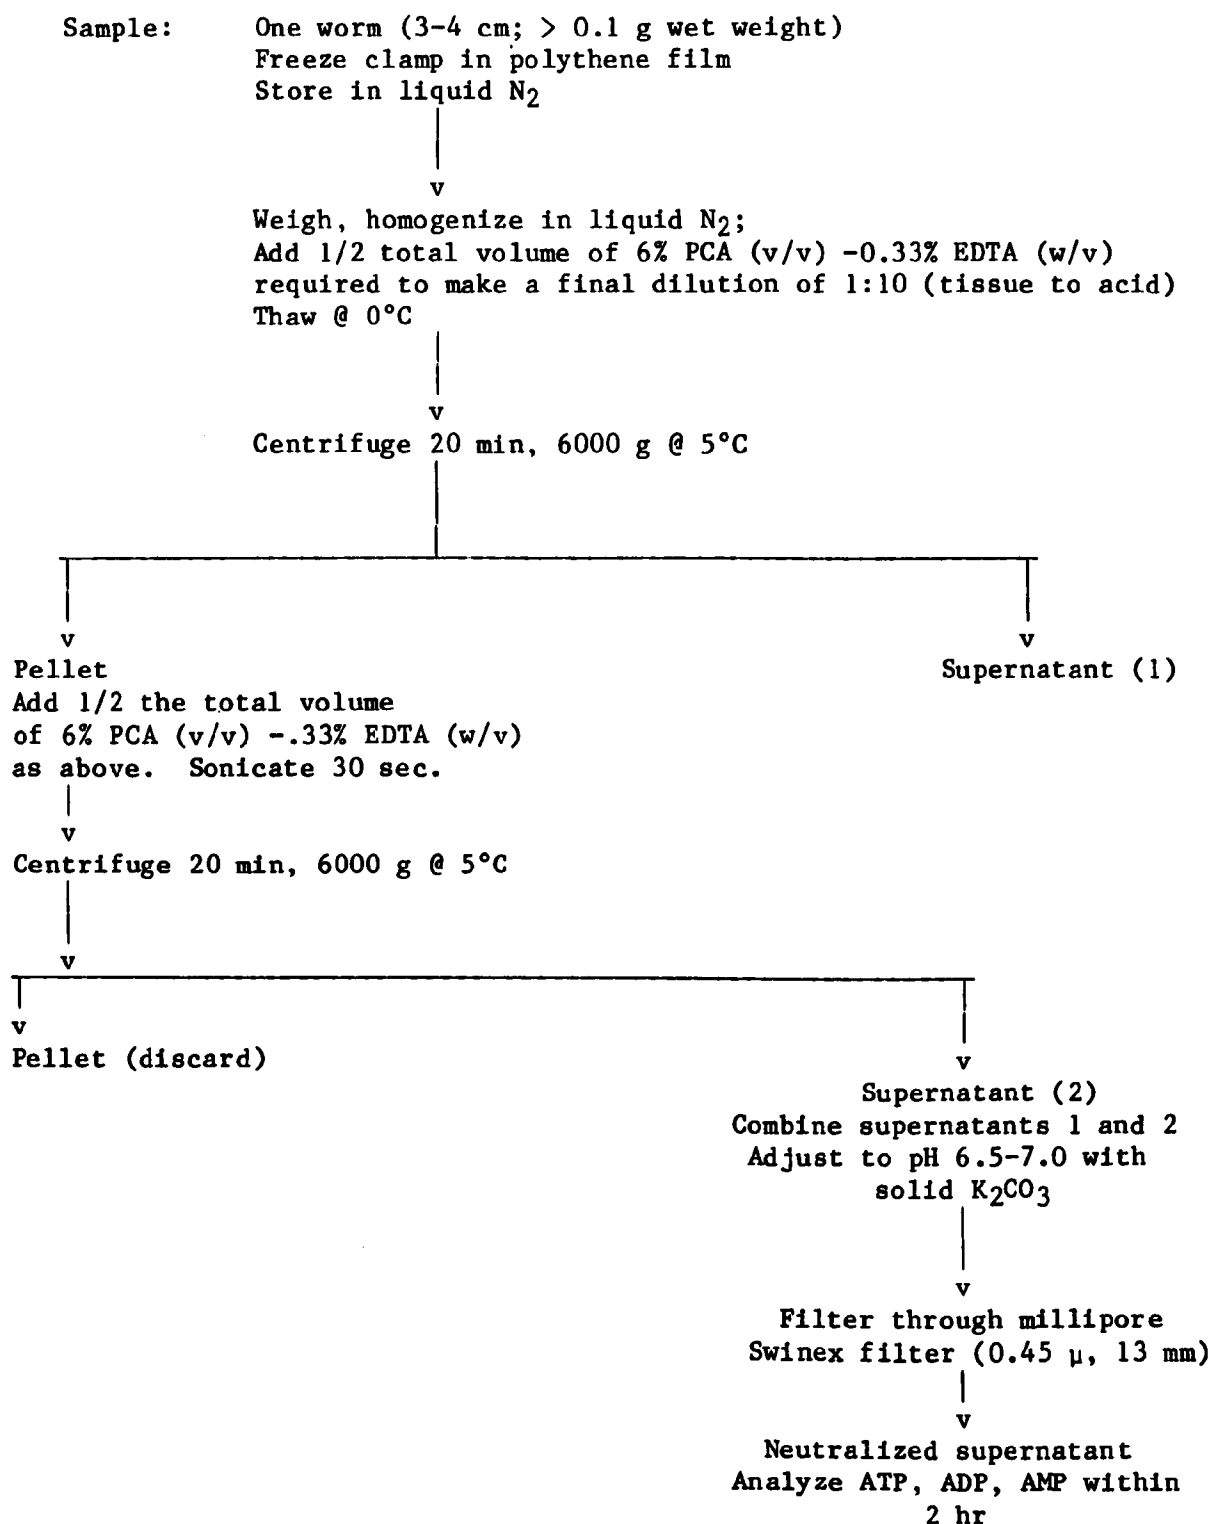 Sample: One worm (3-4 cm; > 0.1 g wet weight)
Freeze clamp in polythene film
Store in liquid N2
v
Weigh, homogenize in liquid N2;
Add 1/2 total volume of 6% PCA (v/v) -0.33% EDTA (w/v)
required to make a final dilution of 1:10 (tissue to acid)
Thaw @ 0°C
v
Centrifuge 20 min, 6000 g @ 5°C
v
v
Pellet
Supernatant (1)
Add 1/2 the total volume
of 6% PCA (v/v) -.33% EDTA (w/v)
as above. Sonicate 30 sec.
v
Centrifuge 20 min, 6000 g @ 5°C
v
v
Pellet (discard)
v
Supernatant (2)
Combine supernatants 1 and 2
Adjust to pH 6.5-7.0 with
solid K2CO3
v
Filter through millipore
Swinex filter (0.45 µ, 13 mm)
v
Neutralized supernatant
Analyze ATP, ADP, AMP within
2 hr